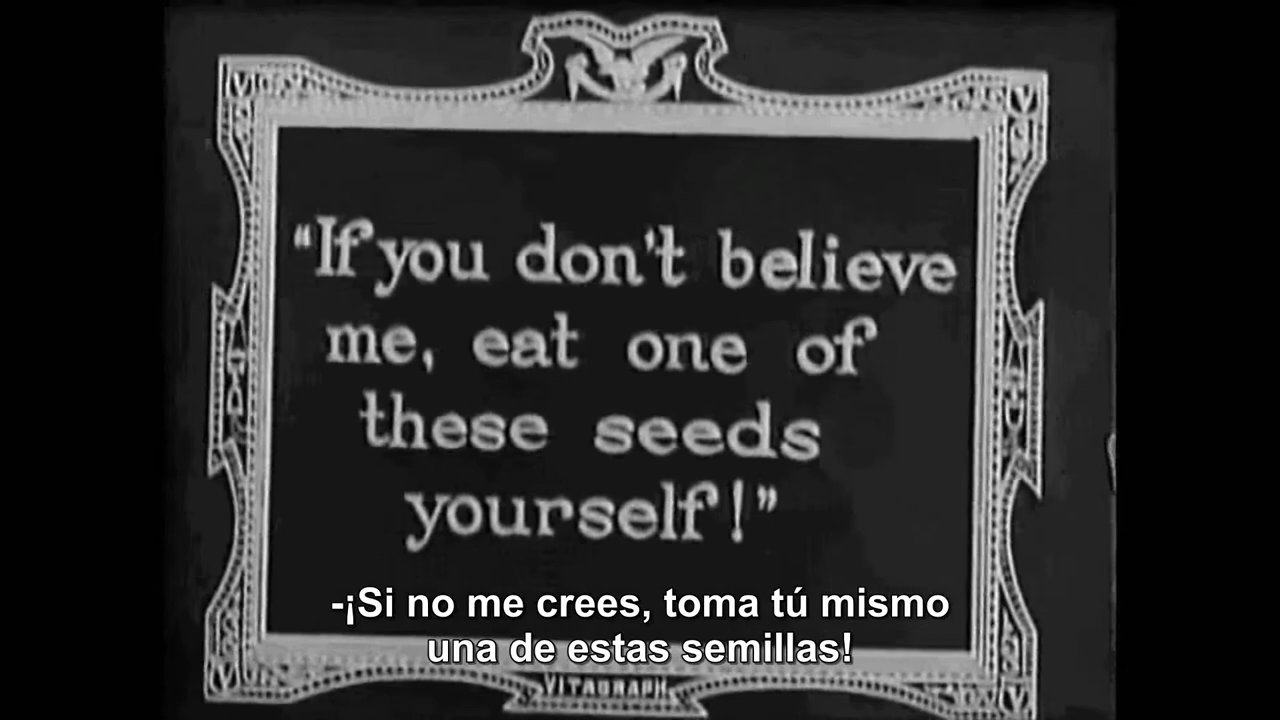 “If you don't believe
me, eat one of
these seeds
yourself!”
-¡Si no me crees, toma tú mismo
una de estas semillas!
VITAGRAPH